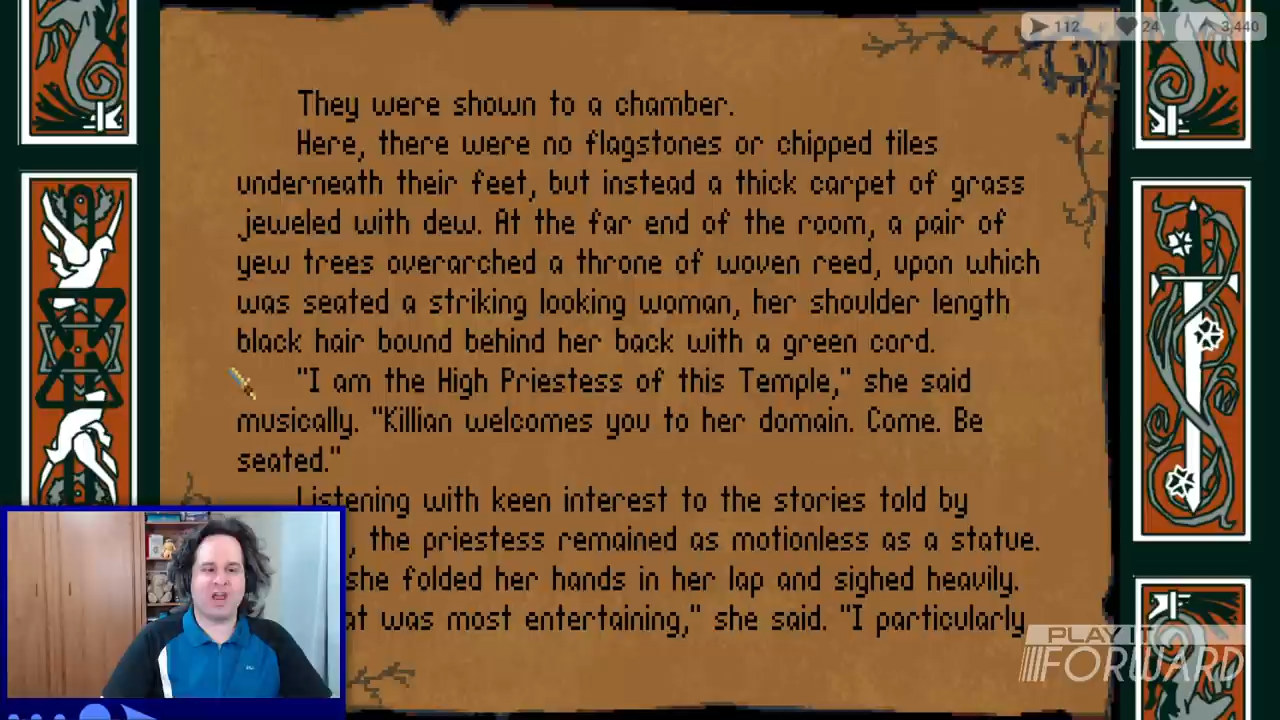 112 24 3,440
They were shown to a chamber.
Here, there were no flagstones or chipped tiles
underneath their feet, but instead a thick carpet of grass
jeweled with dew. At the far end of the room, a pair of
yew trees overarched a throne of woven reed, upon which
was seated a striking looking woman, her shoulder length
black hair bound behind her back with a green cord.
"I am the High Priestess of this Temple," she said
musically. "Killian welcomes you to her domain. Come. Be
seated."
Listening with keen interest to the stories told by
, the priestess remained as motionless as a statue.
she folded her hands in her lap and sighed heavily.
at was most entertaining," she said. "I particularly
PLAY IT
FORWARD